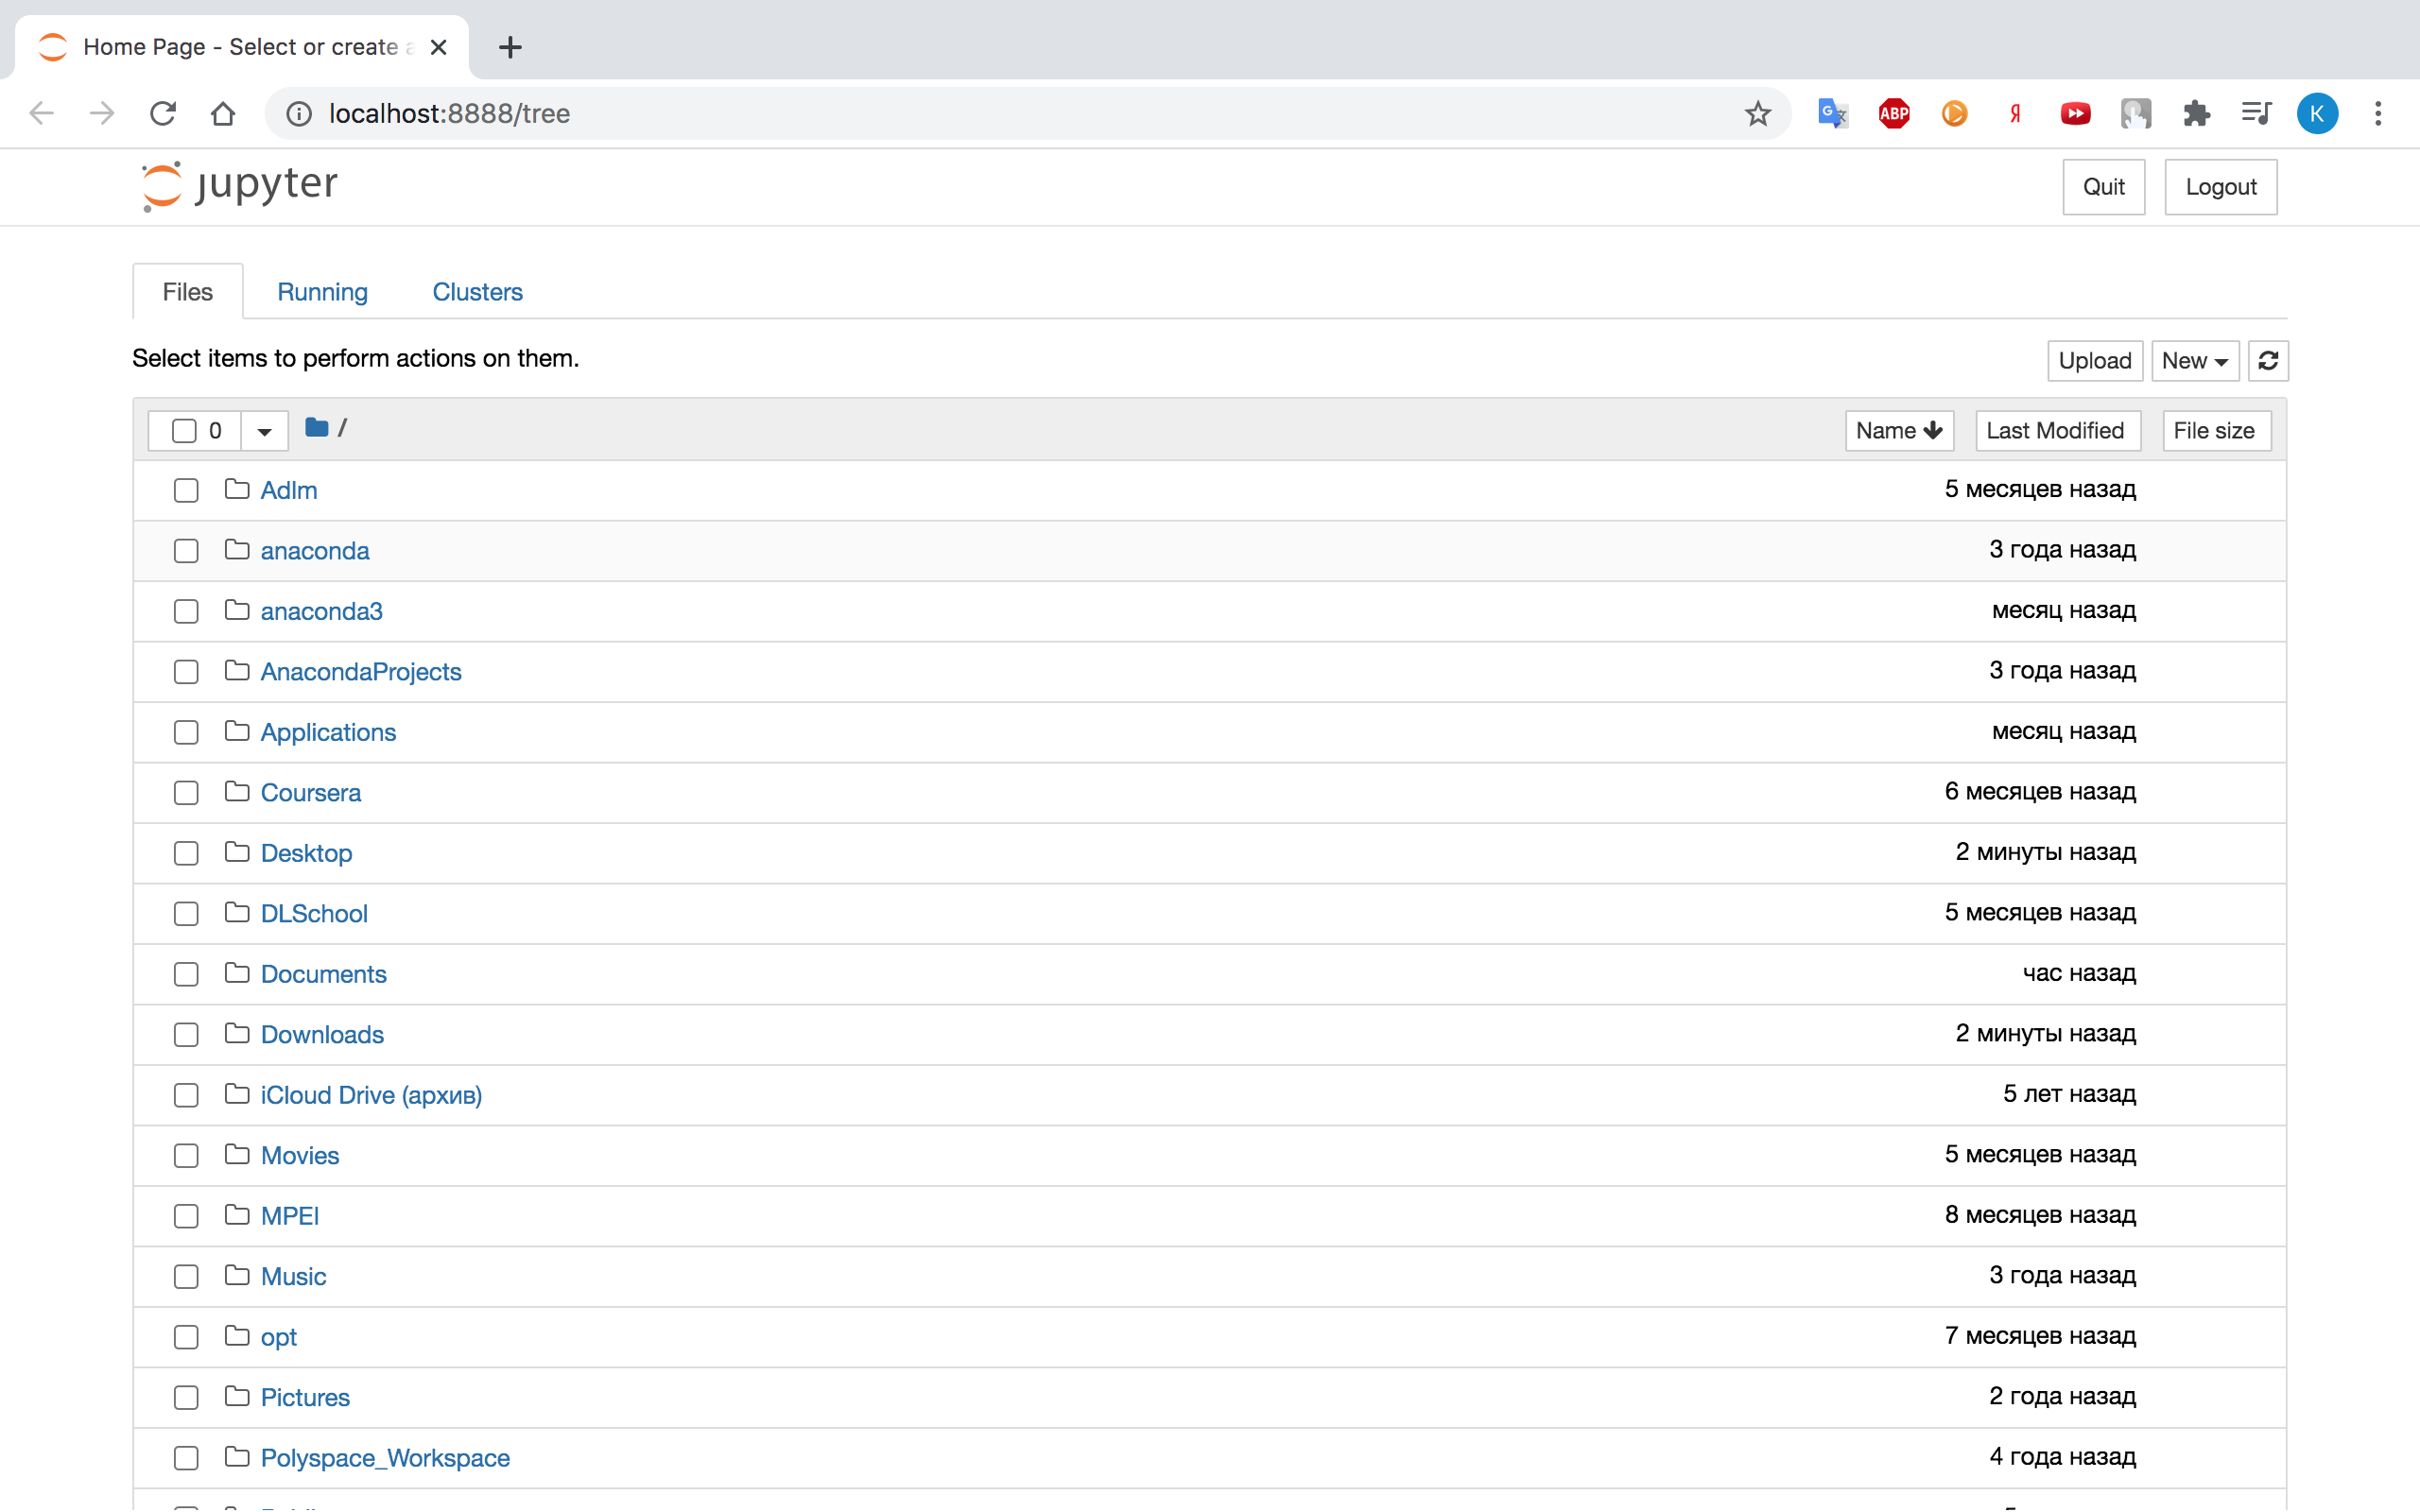 Home Page - Select or create a
localhost:8888/tree
ABP
Я
K
jupyter
Quit
Logout
Files
Running
Clusters
Select items to perform actions on them.
Upload
New
0
/
Name
Last Modified
File size
Adlm
5 месяцев назад
anaconda
3 года назад
anaconda3
месяц назад
AnacondaProjects
3 года назад
Applications
месяц назад
Coursera
6 месяцев назад
Desktop
2 минуты назад
DLSchool
5 месяцев назад
Documents
час назад
Downloads
2 минуты назад
iCloud Drive (архив)
5 лет назад
Movies
5 месяцев назад
MPEI
8 месяцев назад
Music
3 года назад
opt
7 месяцев назад
Pictures
2 года назад
Polyspace_Workspace
4 года назад